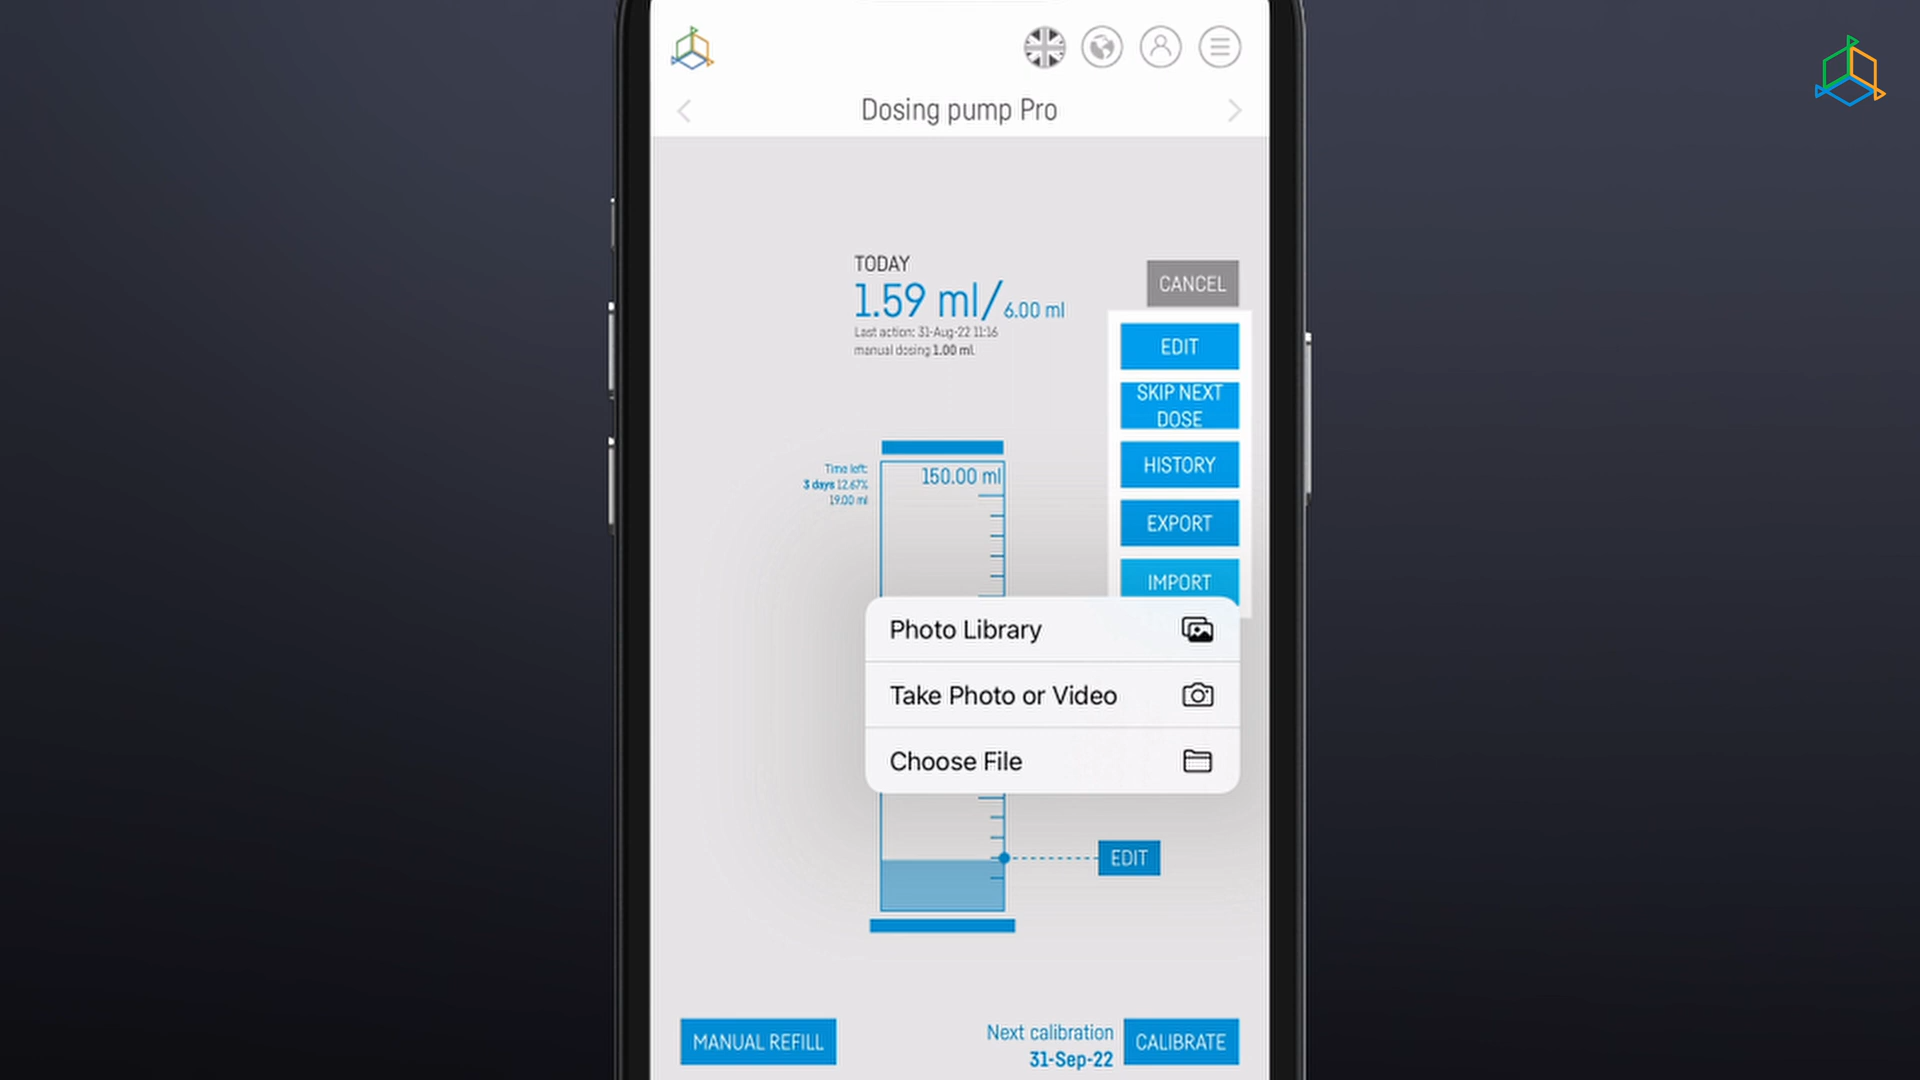 Dosing pump Pro
TODAY
1.59 ml/6.00 ml
Last action: 31-Aug-22 11:16
manual dosing 1.00 ml
CANCEL
EDIT
SKIP NEXT
DOSE
HISTORY
EXPORT
IMPORT
Time left:
3 days 12.67%
19.00 ml
150.00 ml
Photo Library
Take Photo or Video
Choose File
EDIT
MANUAL REFILL
Next calibration
31-Sep-22
CALIBRATE